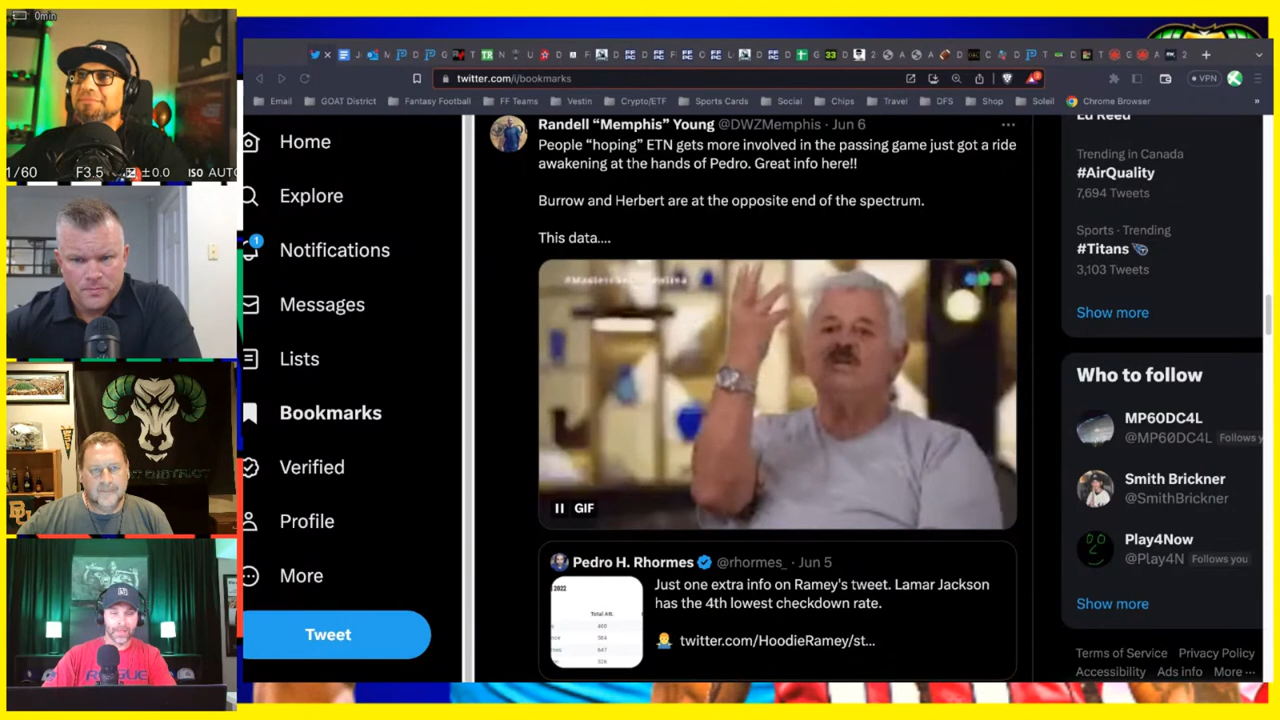 0min
1/60 F3.5 ±0.0 ISO AUTO
twitter.com/i/bookmarks
VPN
Email
GOAT District
Fantasy Football
FF Teams
Vestin
Crypto/ETF
Sports Cards
Social
Chips
Travel
DFS
Shop
Soleil
Chrome Browser
»
Home
Explore
1
Notifications
Messages
Lists
Bookmarks
Verified
Profile
More
Tweet
Randell “Memphis” Young @DWZMemphis · Jun 6
People “hoping” ETN gets more involved in the passing game just got a ride
awakening at the hands of Pedro. Great info here!!
Burrow and Herbert are at the opposite end of the spectrum.
This data....
GIF
Pedro H. Rhormes @rhormes_ · Jun 5
Just one extra info on Ramey's tweet. Lamar Jackson
has the 4th lowest checkdown rate.
twitter.com/HoodieRamey/st...
2022
Total Att.
Ed Reed
Trending in Canada
#AirQuality
7,694 Tweets
Sports · Trending
#Titans
3,103 Tweets
Show more
Who to follow
MP60DC4L
@MP60DC4L Follows y
Smith Brickner
@SmithBrickner
Play4Now
@Play4N Follows you
Show more
Terms of Service Privacy Policy
Accessibility Ads info More ...